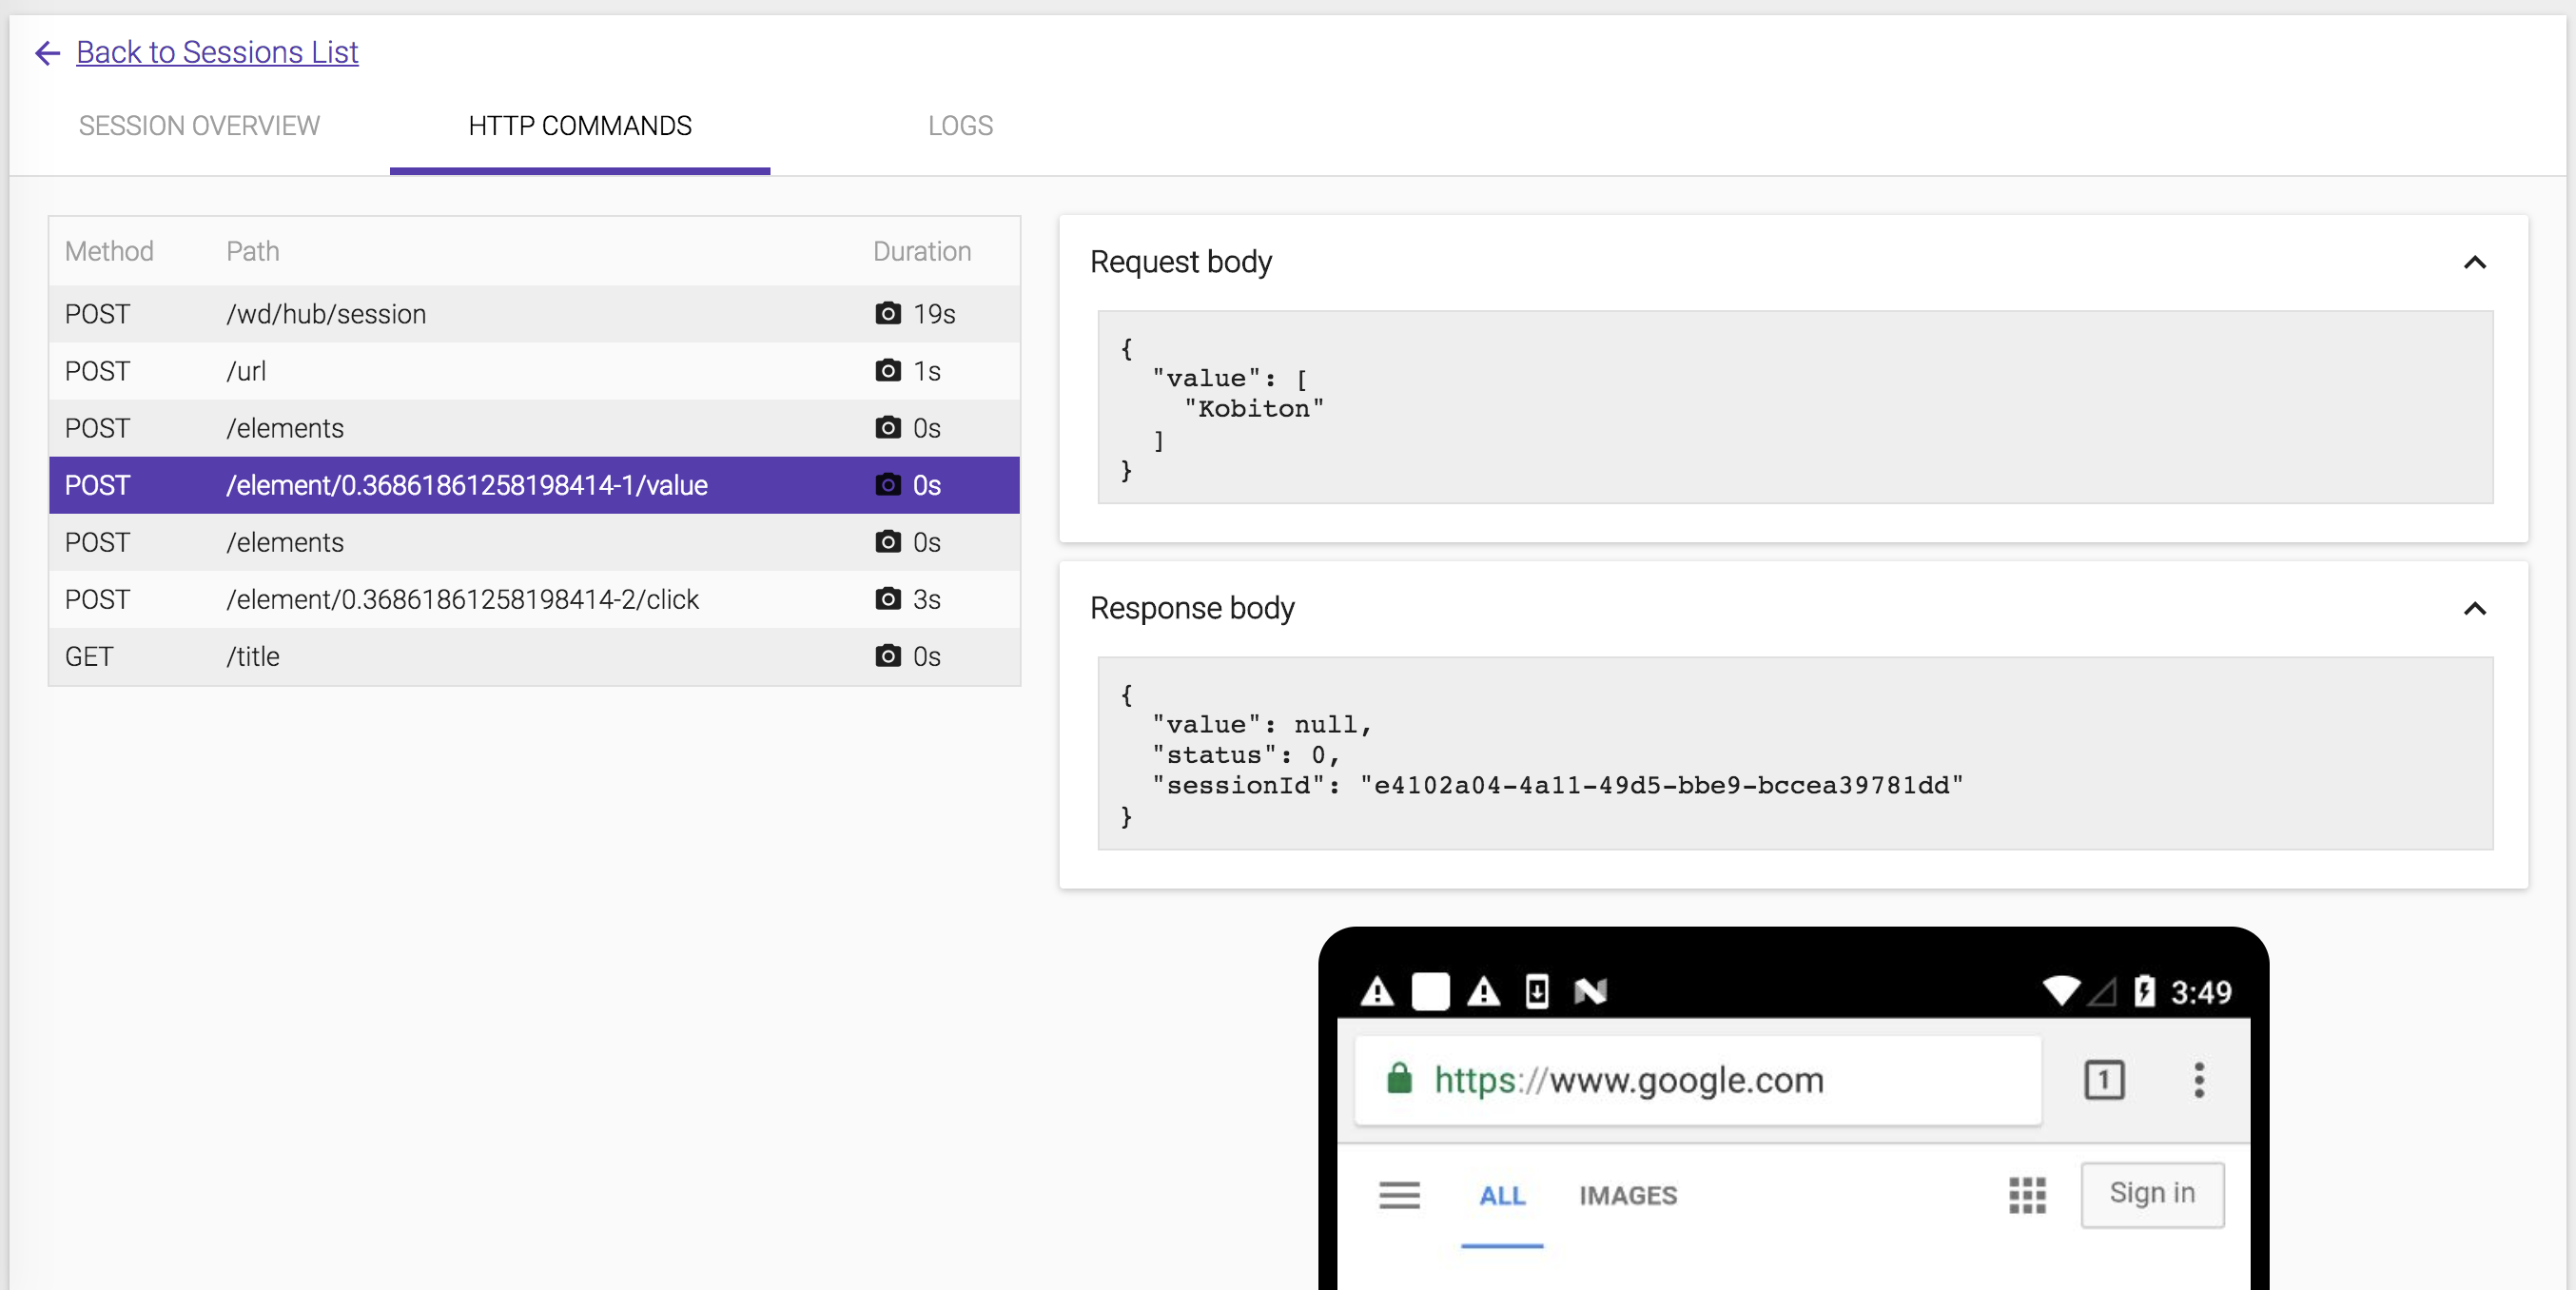 Back to Sessions List
SESSION OVERVIEW HTTP COMMANDS LOGS
Method Path Duration
POST /wd/hub/session 19s
POST /url 1s
POST /elements 0s
POST /element/0.36861861258198414-1/value 0s
POST /elements 0s
POST /element/0.36861861258198414-2/click 3s
GET /title 0s
Request body
{
"value": [
"Kobiton"
]
}
Response body
{
"value": null,
"status": 0,
"sessionId": "e4102a04-4a11-49d5-bbe9-bccea39781dd"
}
3:49
https://www.google.com 1
ALL IMAGES Sign in